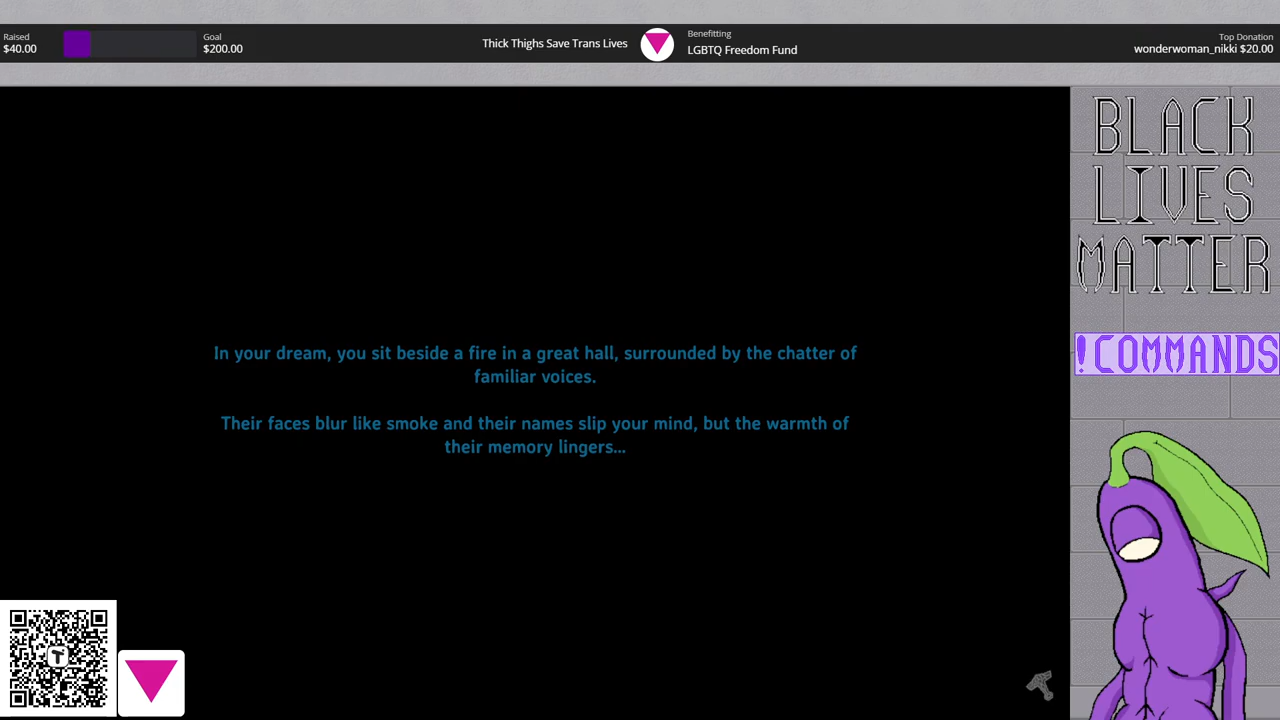 Raised
$40.00
Goal
$200.00
Thick Thighs Save Trans Lives
Benefitting
LGBTQ Freedom Fund
Top Donation
wonderwoman_nikki $20.00
BLACK
LIVES
MATTER
!COMMANDS
In your dream, you sit beside a fire in a great hall, surrounded by the chatter of
familiar voices.
Their faces blur like smoke and their names slip your mind, but the warmth of
their memory lingers...
T